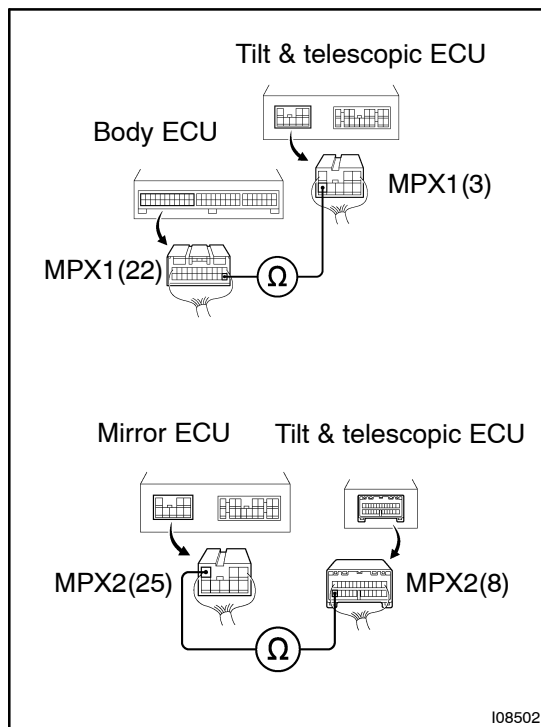 Tilt & telescopic ECU
Body ECU
MPX1(3)
MPX1(22)
Ω
Mirror ECU
Tilt & telescopic ECU
MPX2(25)
MPX2(8)
Ω
I08502